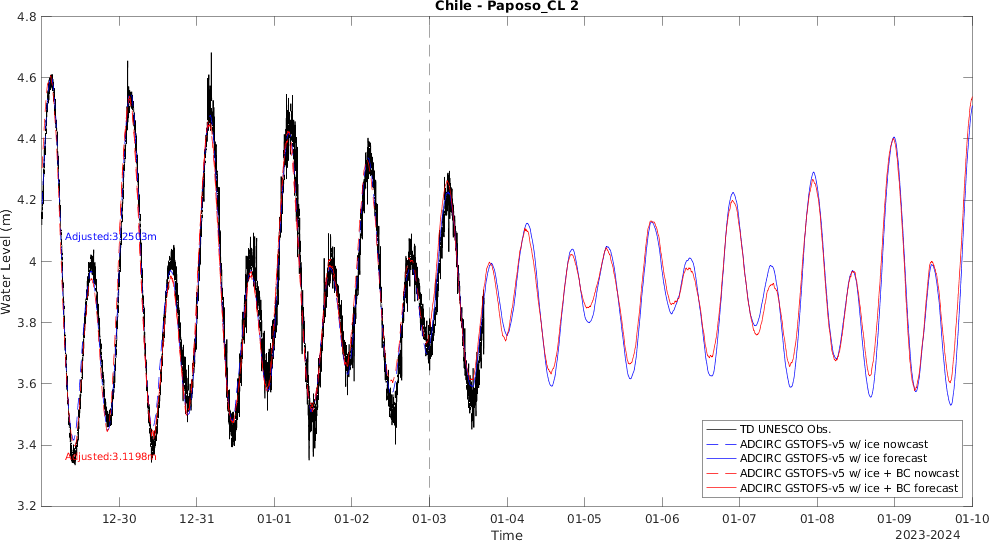 Chile - Paposo_CL 2
4.8
4.6
4.4
4.2
4
3.8
3.6
3.4
3.2
Water Level (m)
Adjusted:3.2503m
Adjusted:3.1198m
TD UNESCO Obs.
ADCIRC GSTOFS-v5 w/ ice nowcast
ADCIRC GSTOFS-v5 w/ ice forecast
ADCIRC GSTOFS-v5 w/ ice + BC nowcast
ADCIRC GSTOFS-v5 w/ ice + BC forecast
12-30 12-31 01-01 01-02 01-03 01-04 01-05 01-06 01-07 01-08 01-09 01-10
Time
2023-2024